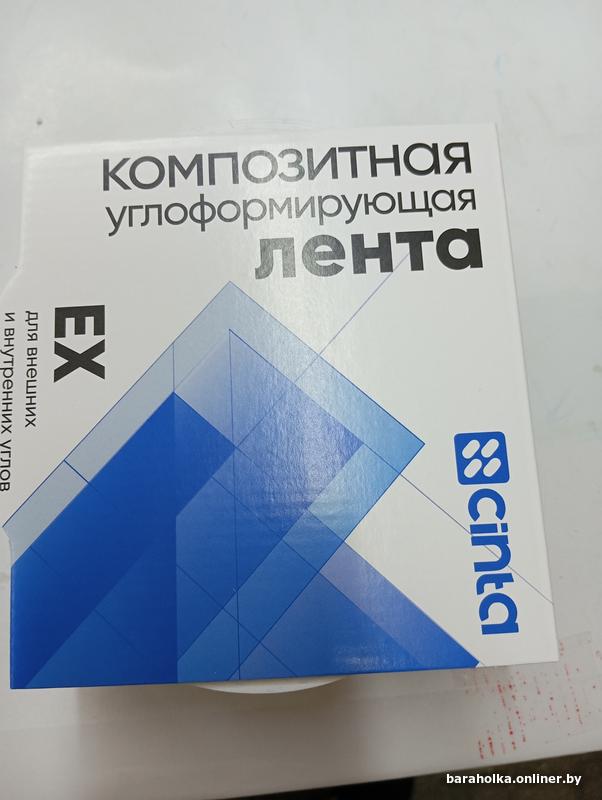 композитная
углоформирующая
лента
EX
для внешних
и внутренних углов
cinta
baraholka.onliner.by